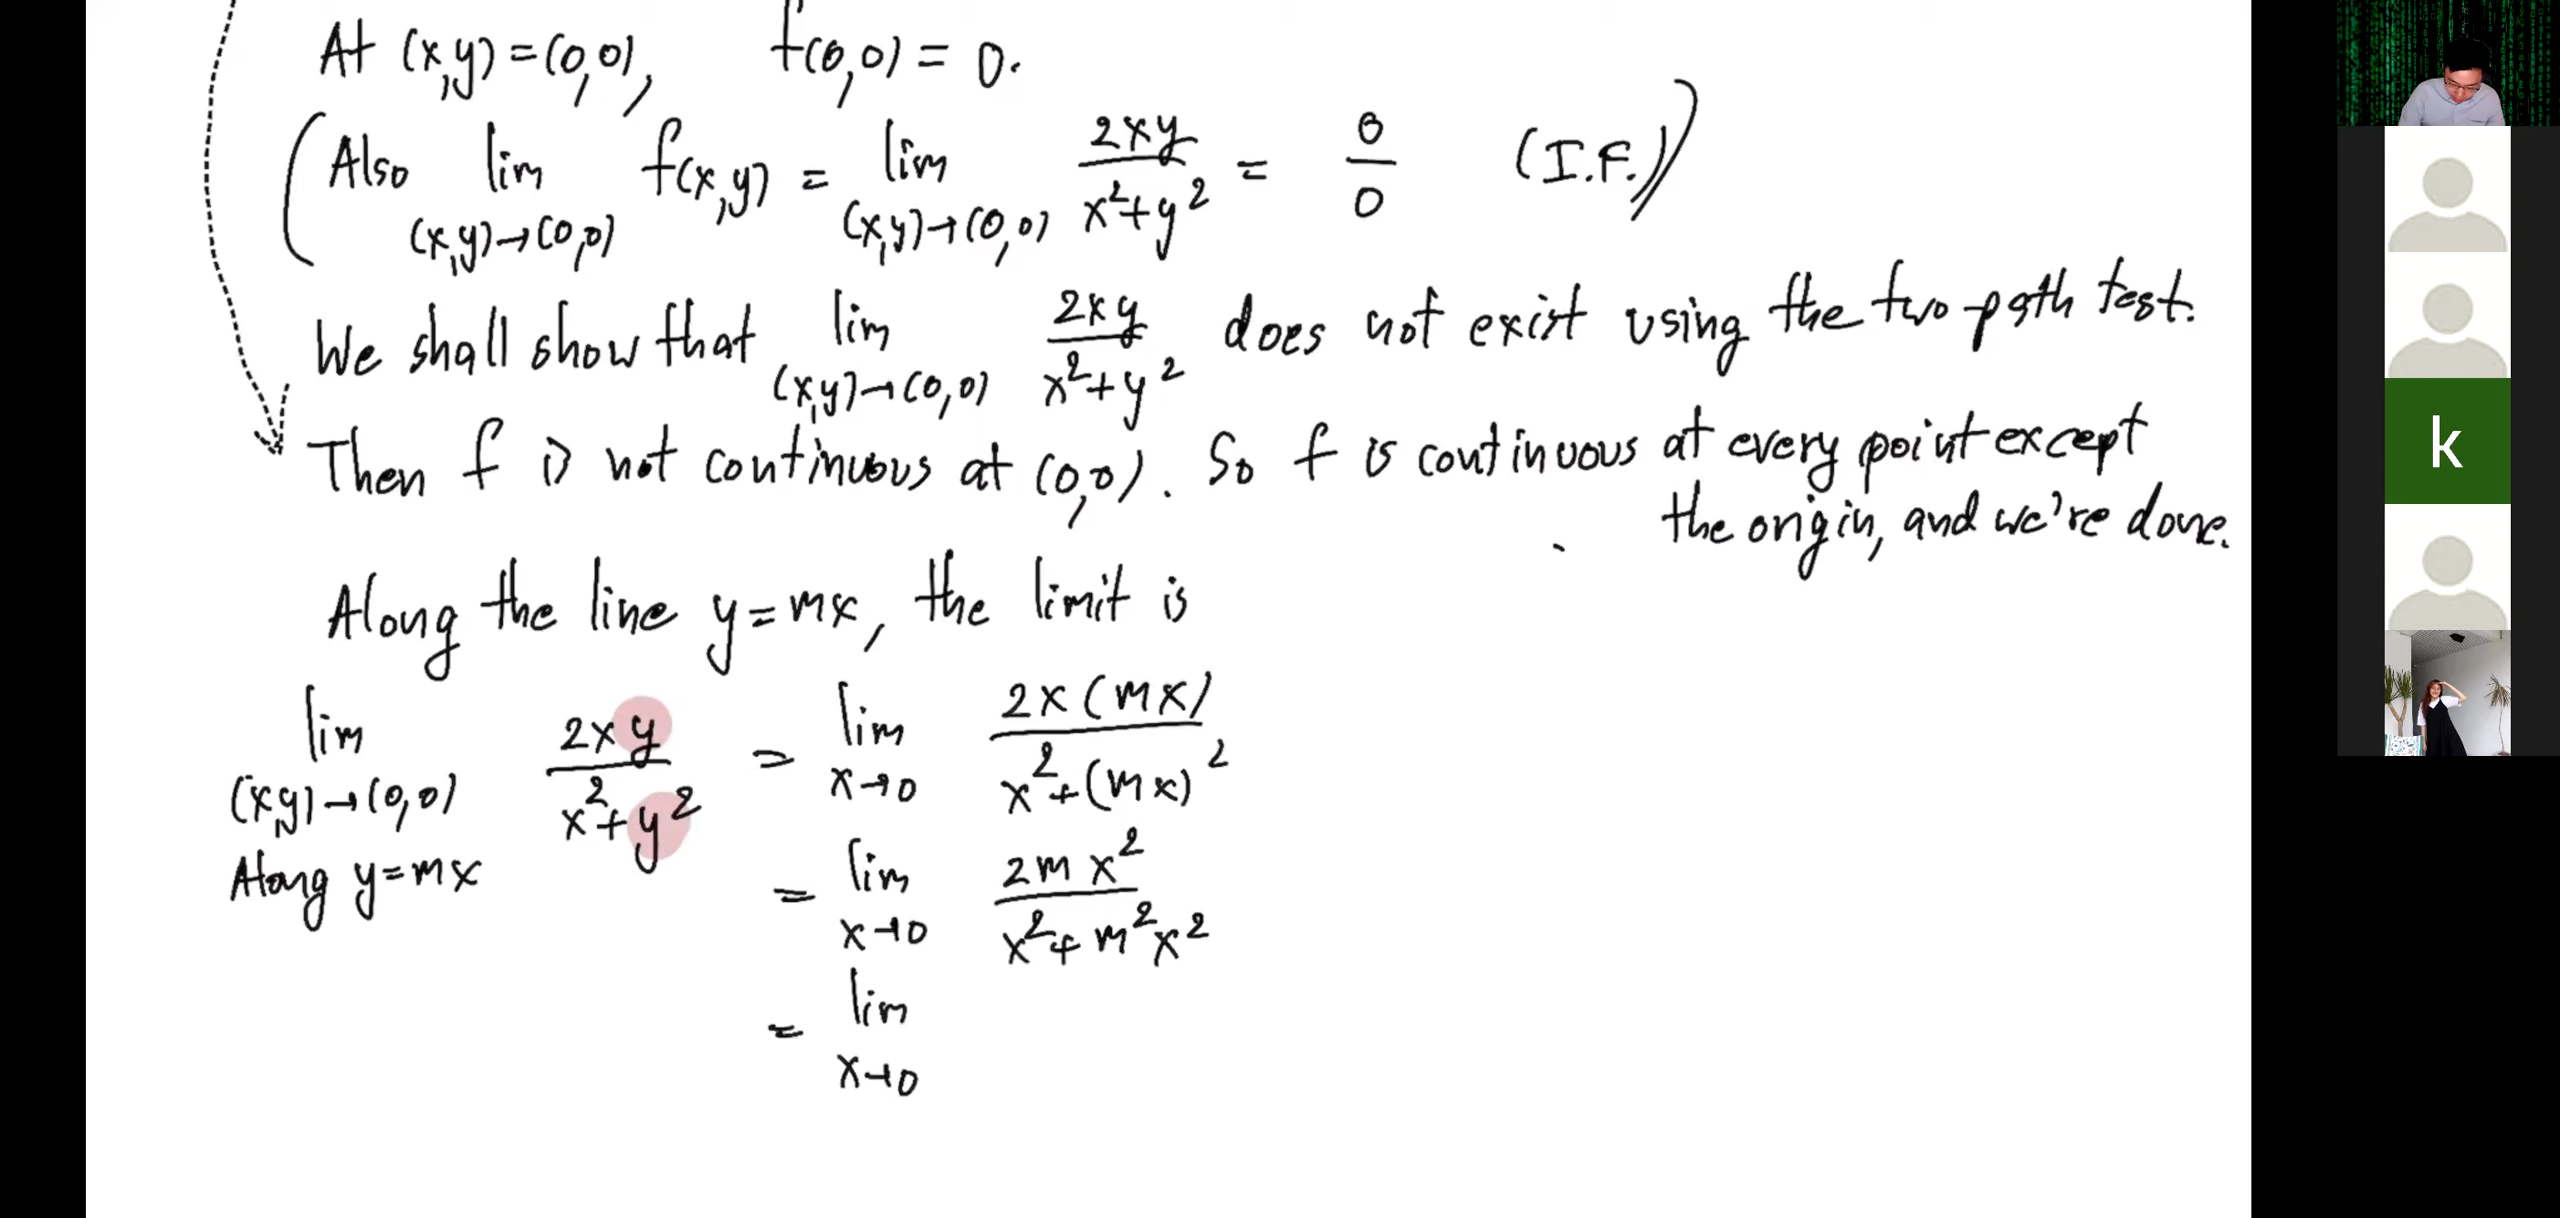 At (x,y)=(0,0), f(0,0) = 0.
(Also lim f(x,y) = lim 2xy / x²+y² = 0/0 (I.F.))
(x,y)→(0,0) (x,y)→(0,0)
We shall show that lim 2xy / x²+y² does not exist using the two path test.
(x,y)→(0,0)
Then f is not continuous at (0,0). So f is continuous at every point except
the origin, and we're done.
Along the line y=mx, the limit is
lim 2xy / x²+y² = lim 2x(mx) / x²+(mx)²
(x,y)→(0,0) x→0
Along y=mx
= lim 2mx² / x²+m²x²
x→0
= lim
x→0
k